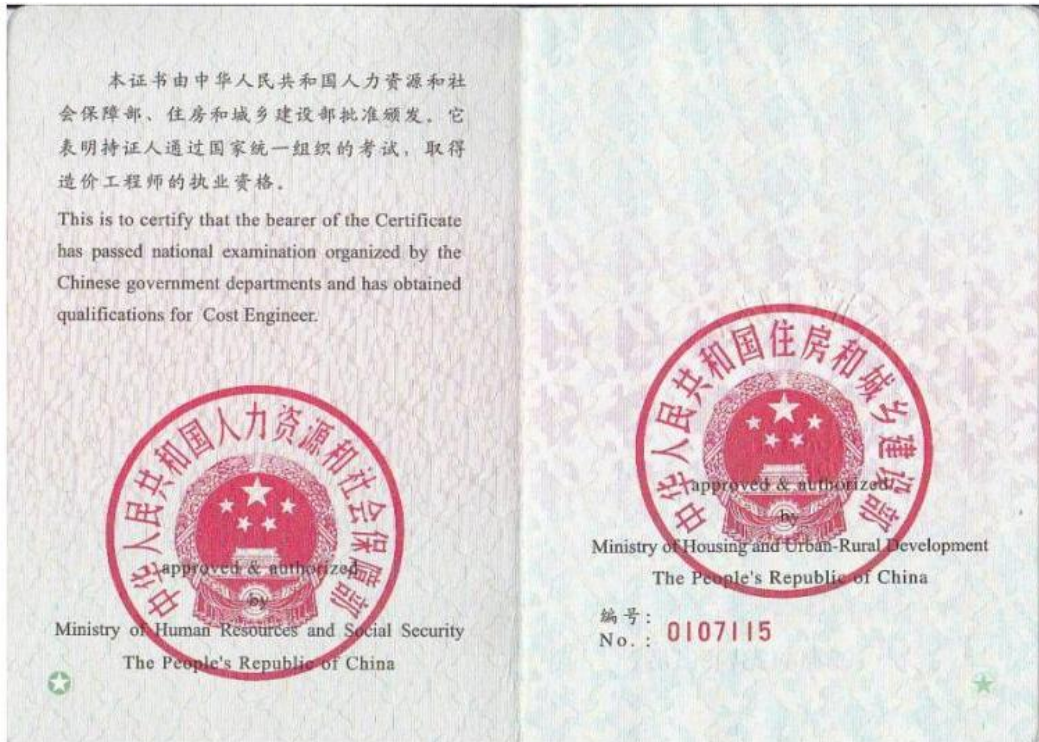 本证书由中华人民共和国人力资源和社
会保障部、住房和城乡建设部批准颁发。它
表明持证人通过国家统一组织的考试，取得
造价工程师的执业资格。
This is to certify that the bearer of the Certificate
has passed national examination organized by the
Chinese government departments and has obtained
qualifications for Cost Engineer.
中华人民共和国人力资源和社会保障部
approved & authorized
by
Ministry of Human Resources and Social Security
The People's Republic of China
中华人民共和国住房和城乡建设部
approved & authorized
by
Ministry of Housing and Urban-Rural Development
The People's Republic of China
编号：
No.: 0107115